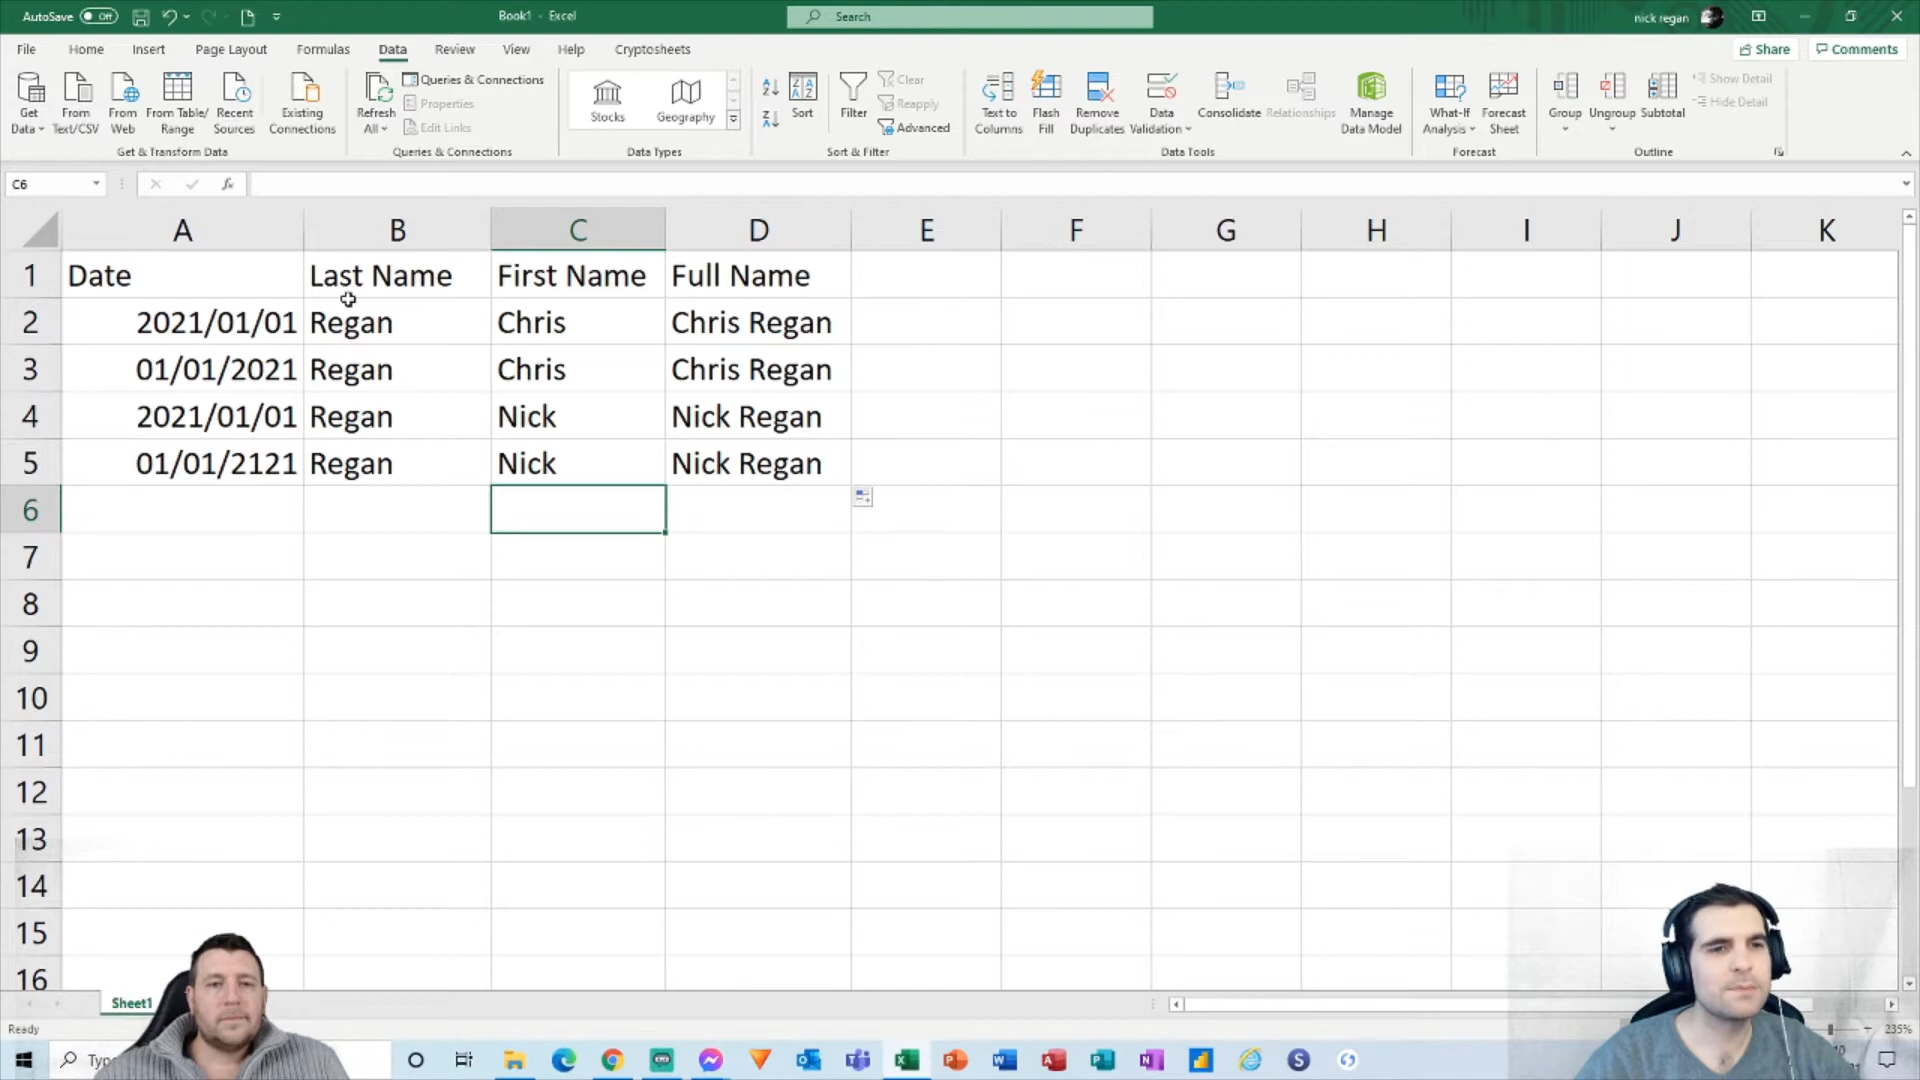 AutoSave Off Book1 - Excel Search nick regan
File Home Insert Page Layout Formulas Data Review View Help Cryptosheets Share Comments
Get Data From Text/CSV From Web From Table/ Range Recent Sources Existing Connections
Get & Transform Data
Refresh All Queries & Connections
Properties
Edit Links
Queries & Connections
Stocks Geography
Data Types
Sort Filter Clear
Reapply
Advanced
Sort & Filter
Text to Columns Flash Fill Remove Duplicates Data Validation Consolidate Relationships Manage Data Model
Data Tools
What-If Analysis Forecast Sheet
Forecast
Group Ungroup Subtotal Show Detail
Hide Detail
Outline
C6 fx
A B C D E F G H I J K
1 Date Last Name First Name Full Name
2 2021/01/01 Regan Chris Chris Regan
3 01/01/2021 Regan Chris Chris Regan
4 2021/01/01 Regan Nick Nick Regan
5 01/01/2121 Regan Nick Nick Regan
6
7
8
9
10
11
12
13
14
15
16
Sheet1
Ready 235%